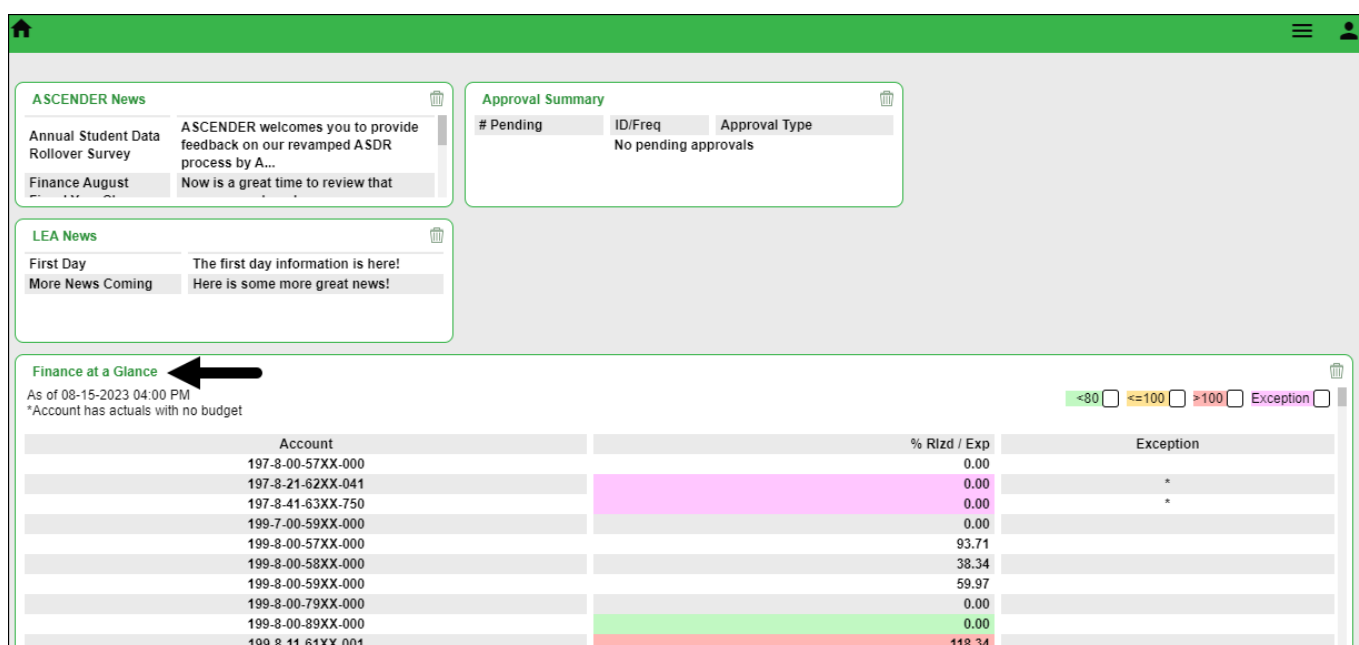 ASCENDER News
Annual Student Data Rollover Survey
ASCENDER welcomes you to provide
feedback on our revamped ASDR
process by A...
Finance August
Now is a great time to review that
Approval Summary
# Pending ID/Freq Approval Type
No pending approvals
LEA News
First Day The first day information is here!
More News Coming Here is some more great news!
Finance at a Glance
As of 08-15-2023 04:00 PM
*Account has actuals with no budget
<80 <=100 >100 Exception
Account % Rlzd / Exp Exception
197-8-00-57XX-000 0.00
197-8-21-62XX-041 0.00 *
197-8-41-63XX-750 0.00 *
199-7-00-59XX-000 0.00
199-8-00-57XX-000 93.71
199-8-00-58XX-000 38.34
199-8-00-59XX-000 59.97
199-8-00-79XX-000 0.00
199-8-00-89XX-000 0.00
199-8-11-61XX-001 118.34